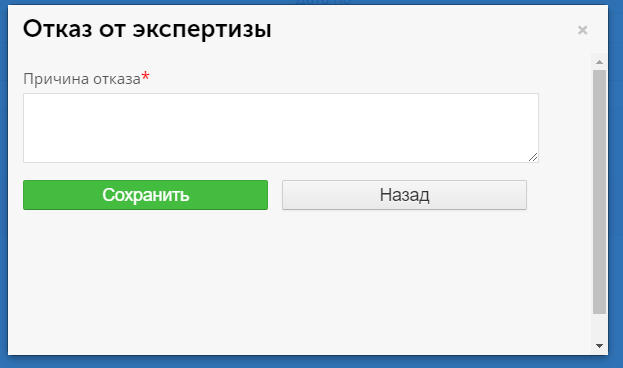 Отказ от экспертизы
×
Причина отказа*
Сохранить
Назад